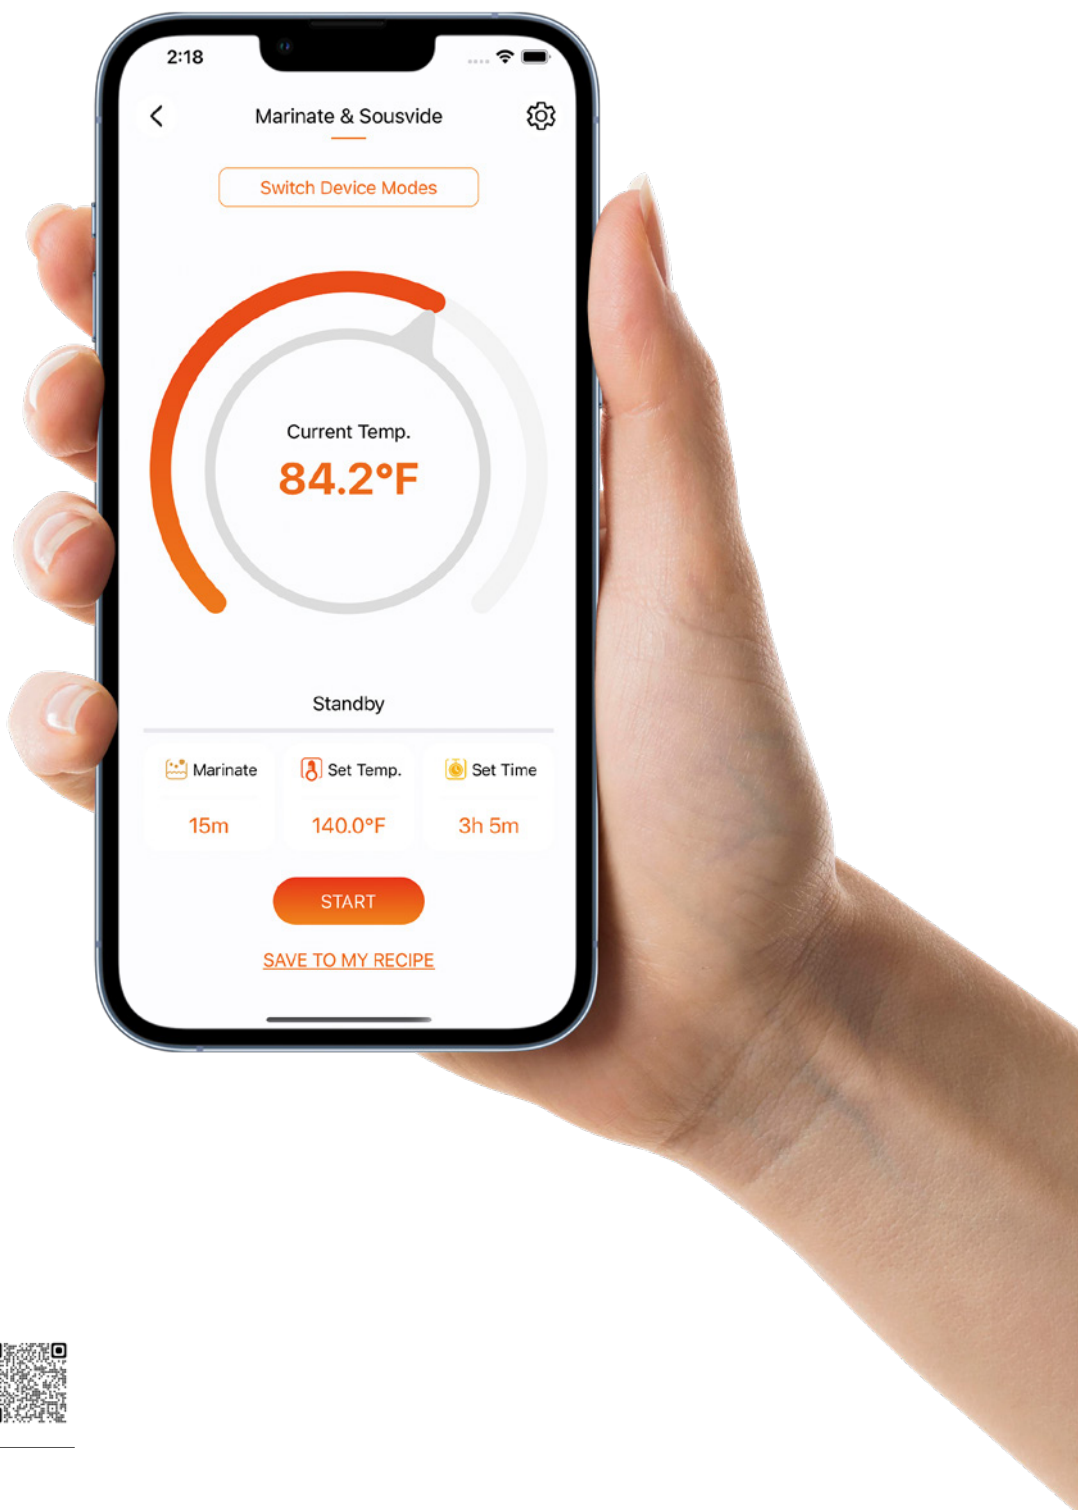 2:18
Marinate & Sousvide
Switch Device Modes
Current Temp.
84.2°F
Standby
Marinate
Set Temp.
Set Time
15m
140.0°F
3h 5m
START
SAVE TO MY RECIPE